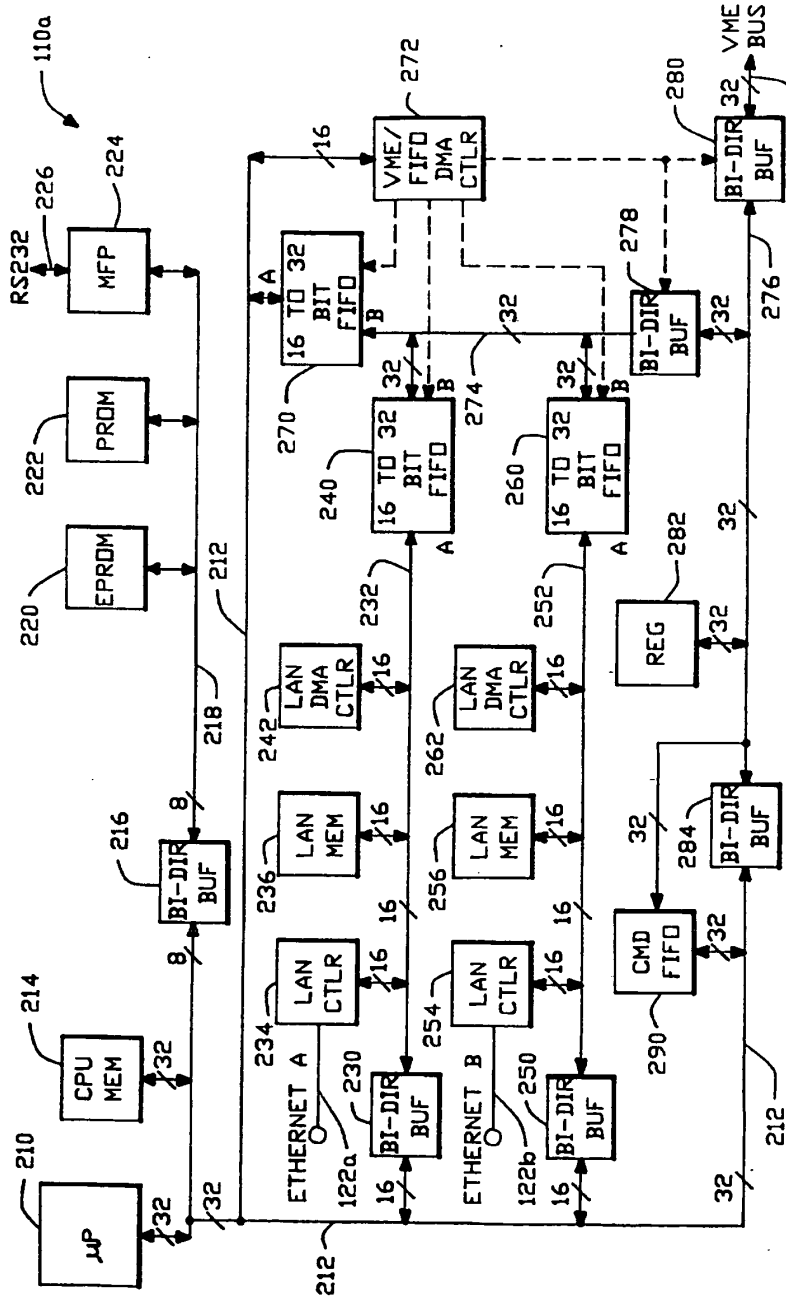 110a
RS232
226
210
µP
32
214
CPU
MEM
32
216
BI-DIR
BUF
8
8
218
220
EPROM
222
PROM
224
MFP
32
212
212
234
LAN
CTLR
16
236
LAN
MEM
16
242
LAN
DMA
CTLR
16
ETHERNET A
122a
230
BI-DIR
BUF
16
16
232
240
16 TO 32
BIT
FIFO
A
B
32
270
16 TO 32
BIT
FIFO
A
B
16
272
VME/
FIFO
DMA
CTLR
254
LAN
CTLR
16
256
LAN
MEM
16
262
LAN
DMA
CTLR
16
ETHERNET B
122b
250
BI-DIR
BUF
16
16
252
260
16 TO 32
BIT
FIFO
A
B
32
274
32
278
BI-DIR
BUF
32
290
CMD
FIFO
32
32
284
BI-DIR
BUF
282
REG
32
32
276
280
BI-DIR
BUF
32
VME
BUS
32
212